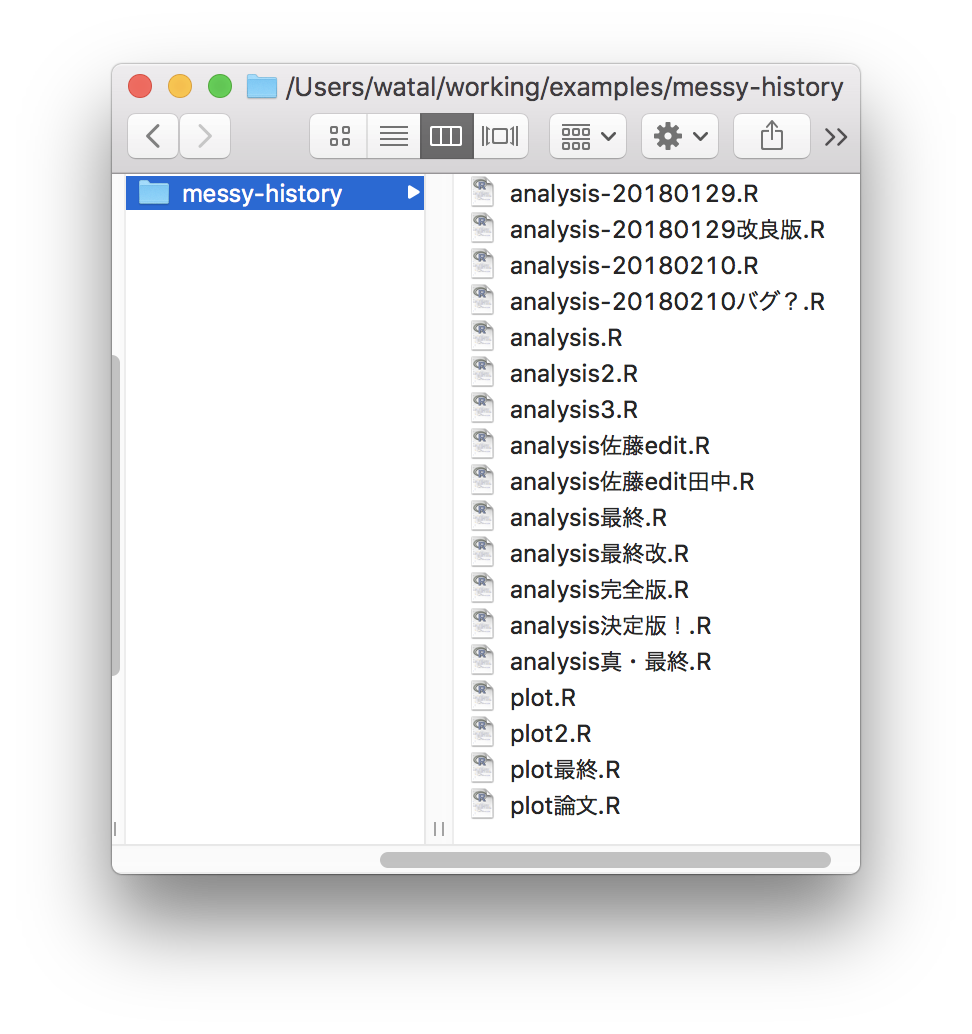 /Users/watal/working/examples/messy-history
messy-history
analysis-20180129.R
analysis-20180129改良版.R
analysis-20180210.R
analysis-20180210バグ？.R
analysis.R
analysis2.R
analysis3.R
analysis佐藤edit.R
analysis佐藤edit田中.R
analysis最終.R
analysis最終改.R
analysis完全版.R
analysis決定版！.R
analysis真・最終.R
plot.R
plot2.R
plot最終.R
plot論文.R